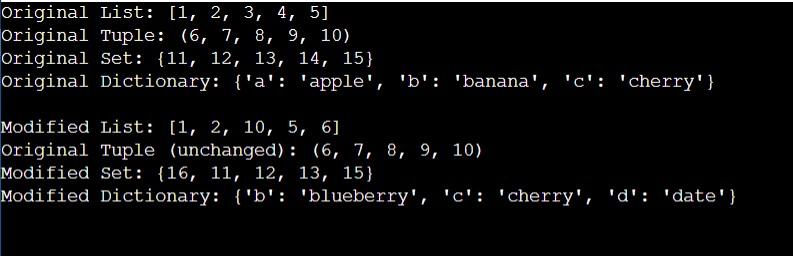 Original List: [1, 2, 3, 4, 5]
Original Tuple: (6, 7, 8, 9, 10)
Original Set: {11, 12, 13, 14, 15}
Original Dictionary: {'a': 'apple', 'b': 'banana', 'c': 'cherry'}
Modified List: [1, 2, 10, 5, 6]
Original Tuple (unchanged): (6, 7, 8, 9, 10)
Modified Set: {16, 11, 12, 13, 15}
Modified Dictionary: {'b': 'blueberry', 'c': 'cherry', 'd': 'date'}